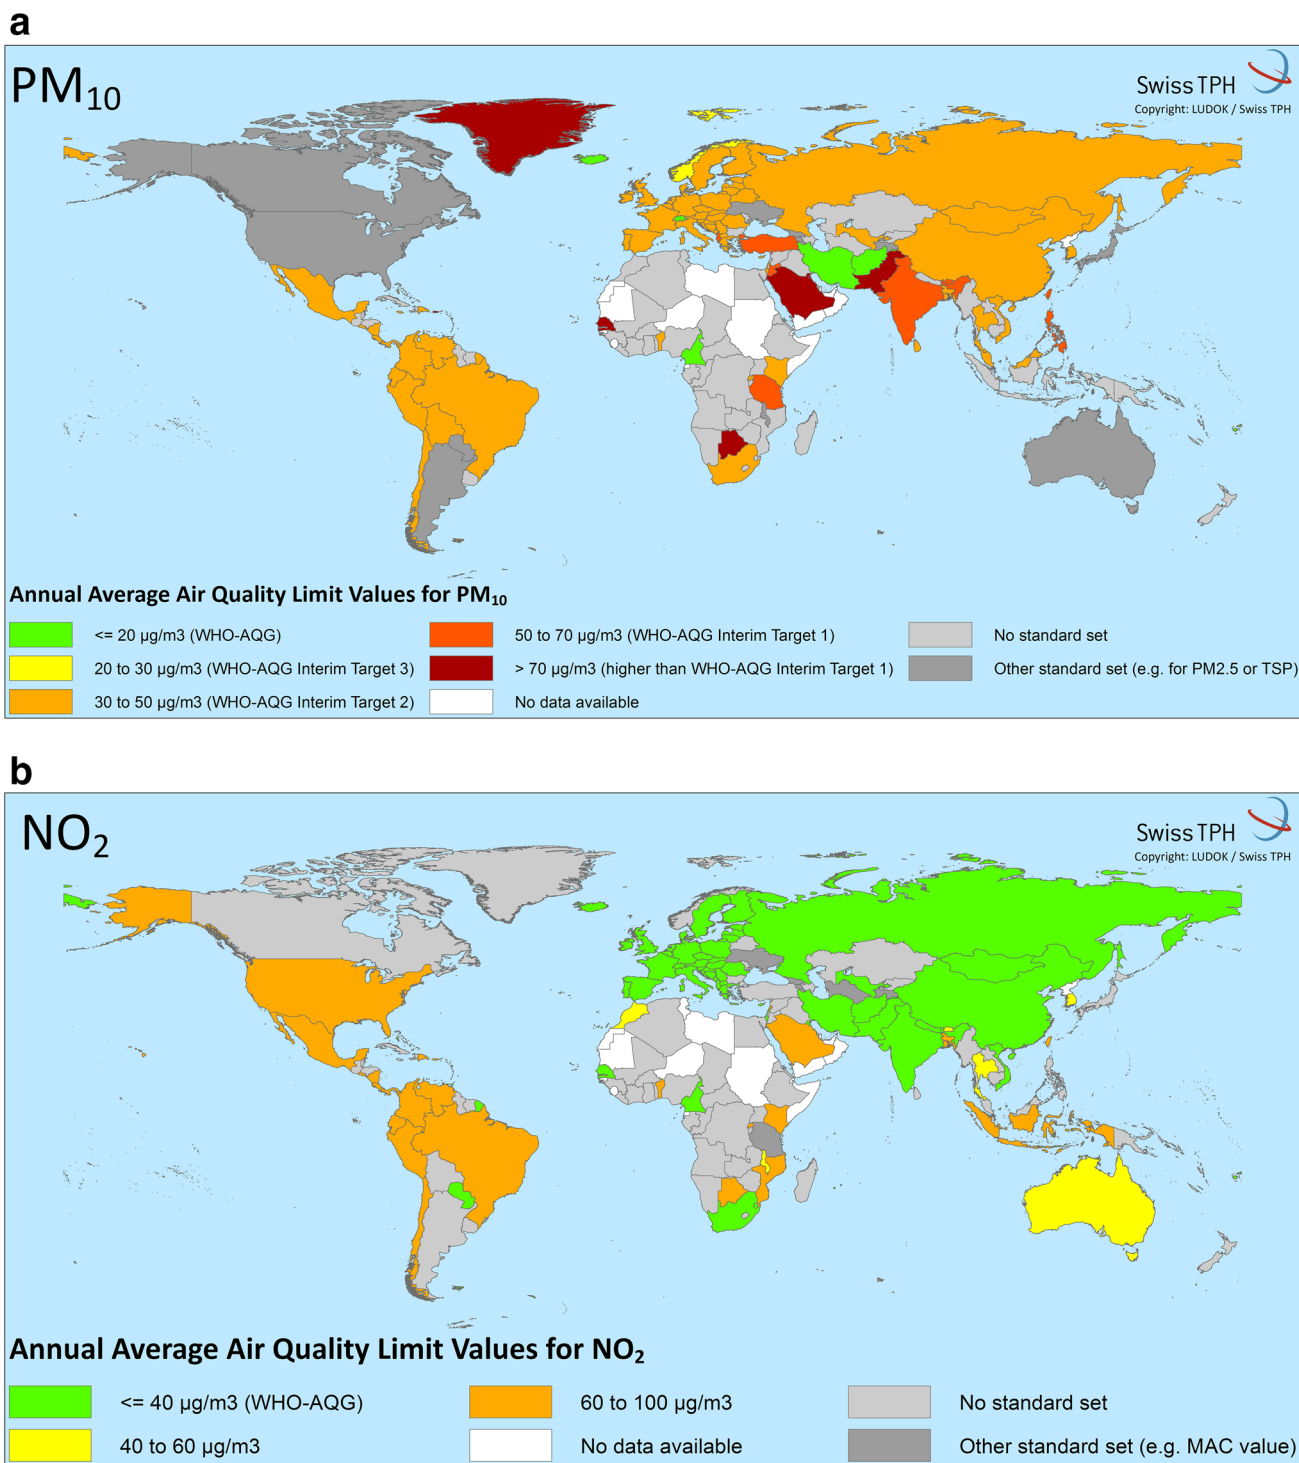 a
PM10
Swiss TPH
Copyright: LUDOK / Swiss TPH
Annual Average Air Quality Limit Values for PM10
<= 20 µg/m3 (WHO-AQG)
50 to 70 µg/m3 (WHO-AQG Interim Target 1)
No standard set
20 to 30 µg/m3 (WHO-AQG Interim Target 3)
> 70 µg/m3 (higher than WHO-AQG Interim Target 1)
Other standard set (e.g. for PM2.5 or TSP)
30 to 50 µg/m3 (WHO-AQG Interim Target 2)
No data available
b
NO2
Swiss TPH
Copyright: LUDOK / Swiss TPH
Annual Average Air Quality Limit Values for NO2
<= 40 µg/m3 (WHO-AQG)
60 to 100 µg/m3
No standard set
40 to 60 µg/m3
No data available
Other standard set (e.g. MAC value)